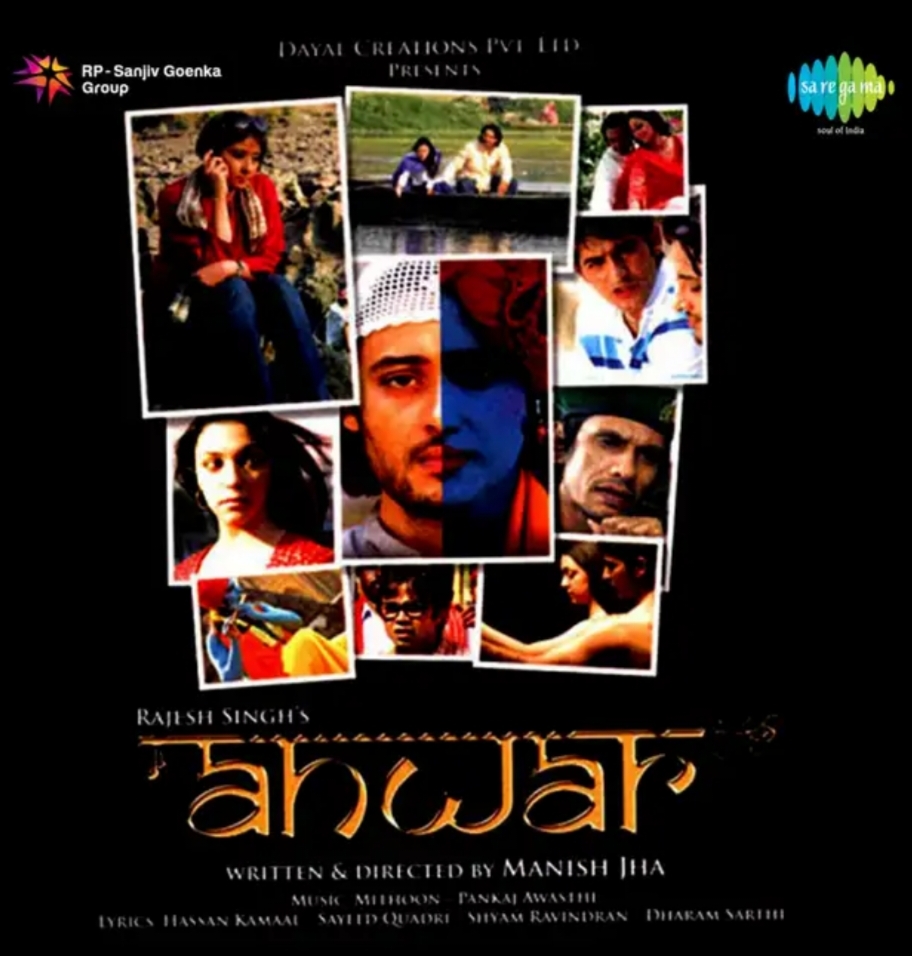 DAYAL CREATIONS PVT LTD
PRESENTS
RP-Sanjiv Goenka
Group
sa re ga ma
soul of India
RAJESH SINGH'S
anwar
WRITTEN & DIRECTED BY MANISH JHA
MUSIC MITHOON PANKAJ AWASTHI
LYRICS HASSAN KAMAAL SAYEED QUADRI SHYAM RAVINDRAN DHARAM SARTHI